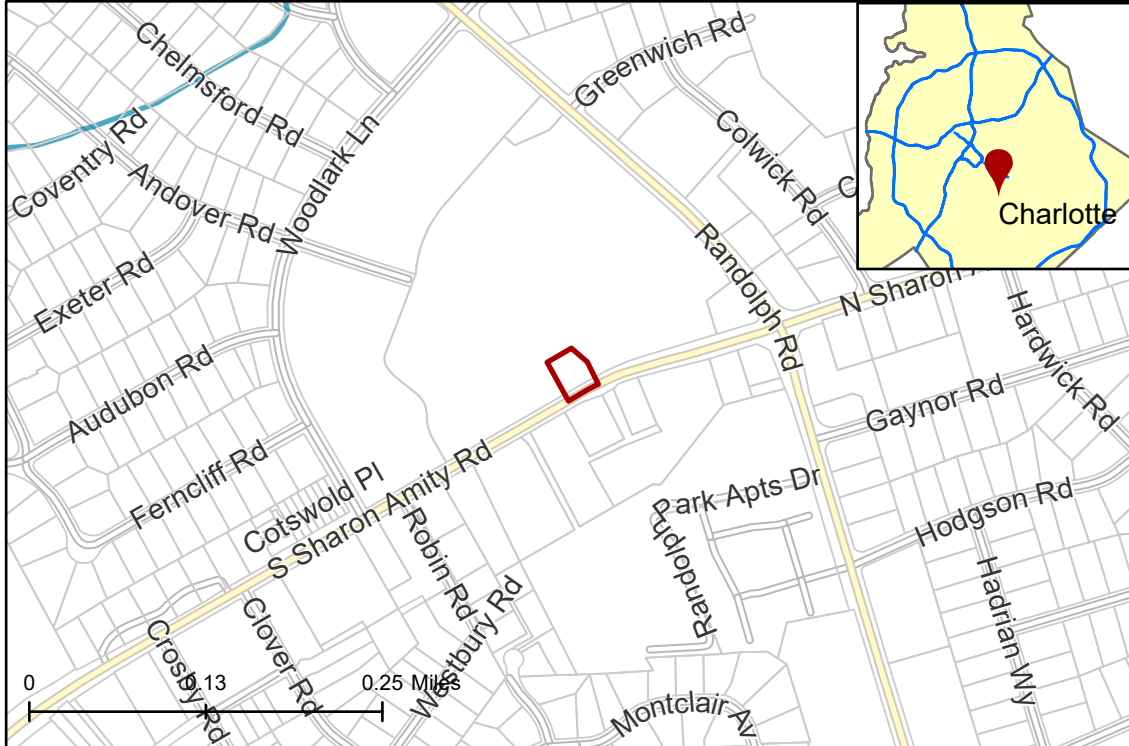 Chelmsford Rd
Greenwich Rd
Coventry Rd
Woodlark Ln
Colwick Rd
Andover Rd
Charlotte
Exeter Rd
Randolph Rd
N Sharon
Hardwick Rd
Audubon Rd
Gaynor Rd
Ferncliff Rd
Cotswold Pl
S Sharon Amity Rd
Park Apts Dr
Randolph
Hodgson Rd
Robin Rd
Hadrian Wy
Westbury Rd
Glover Rd
Crosby Rd
Montclair Av
0 0.13 0.25 Miles